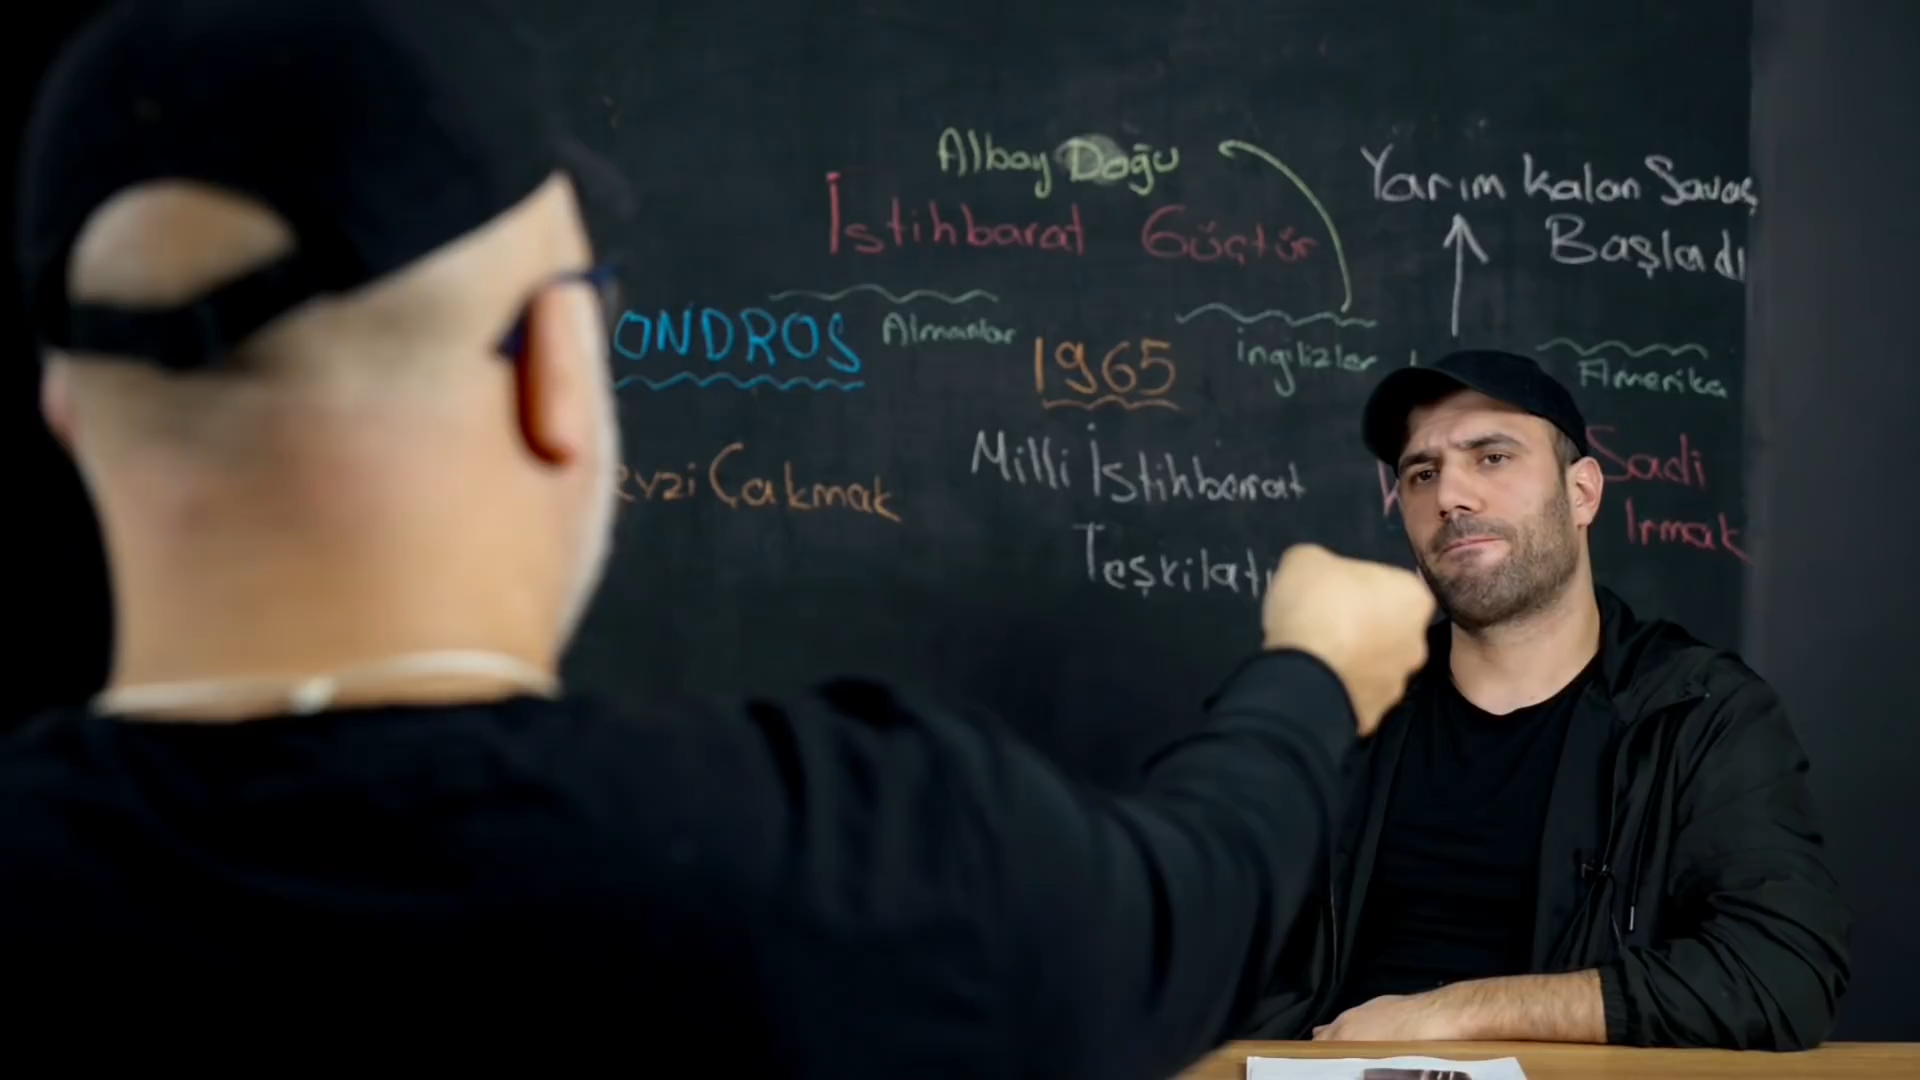 Albay Doğu
İstihbarat Güçtür
Yarım Kalan Savaş
Başladı
ONDROS
Almanlar
1965
ingilizler
Amerika
evzi Çakmak
Milli İstihbarat
Teşkilatı
Sadi
Irmak